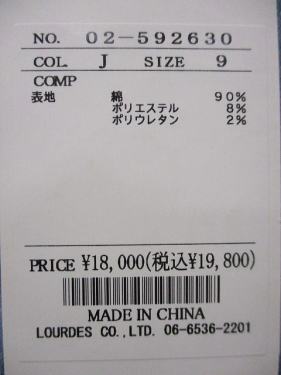 NO. 02-592630
COL. J SIZE 9
COMP
表地 綿 90%
ポリエステル 8%
ポリウレタン 2%
PRICE ¥18,000(税込¥19,800)
MADE IN CHINA
LOURDES CO.,LTD. 06-6536-2201